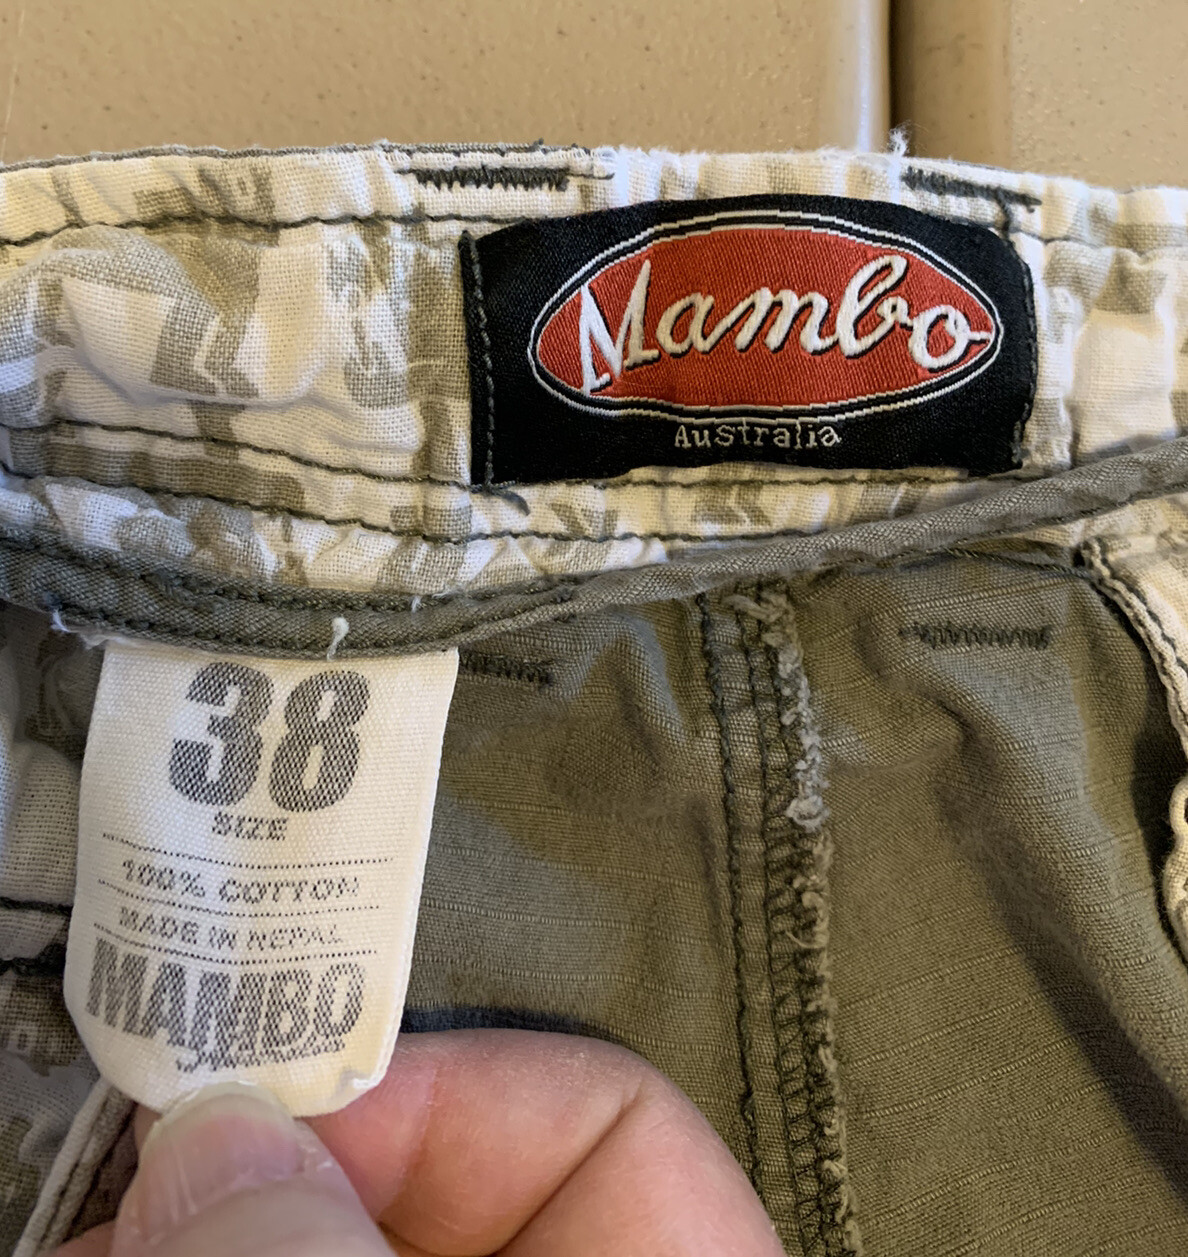 Mambo
Australia
38
SIZE
100% COTTON
MADE IN NEPAL
MAMBO